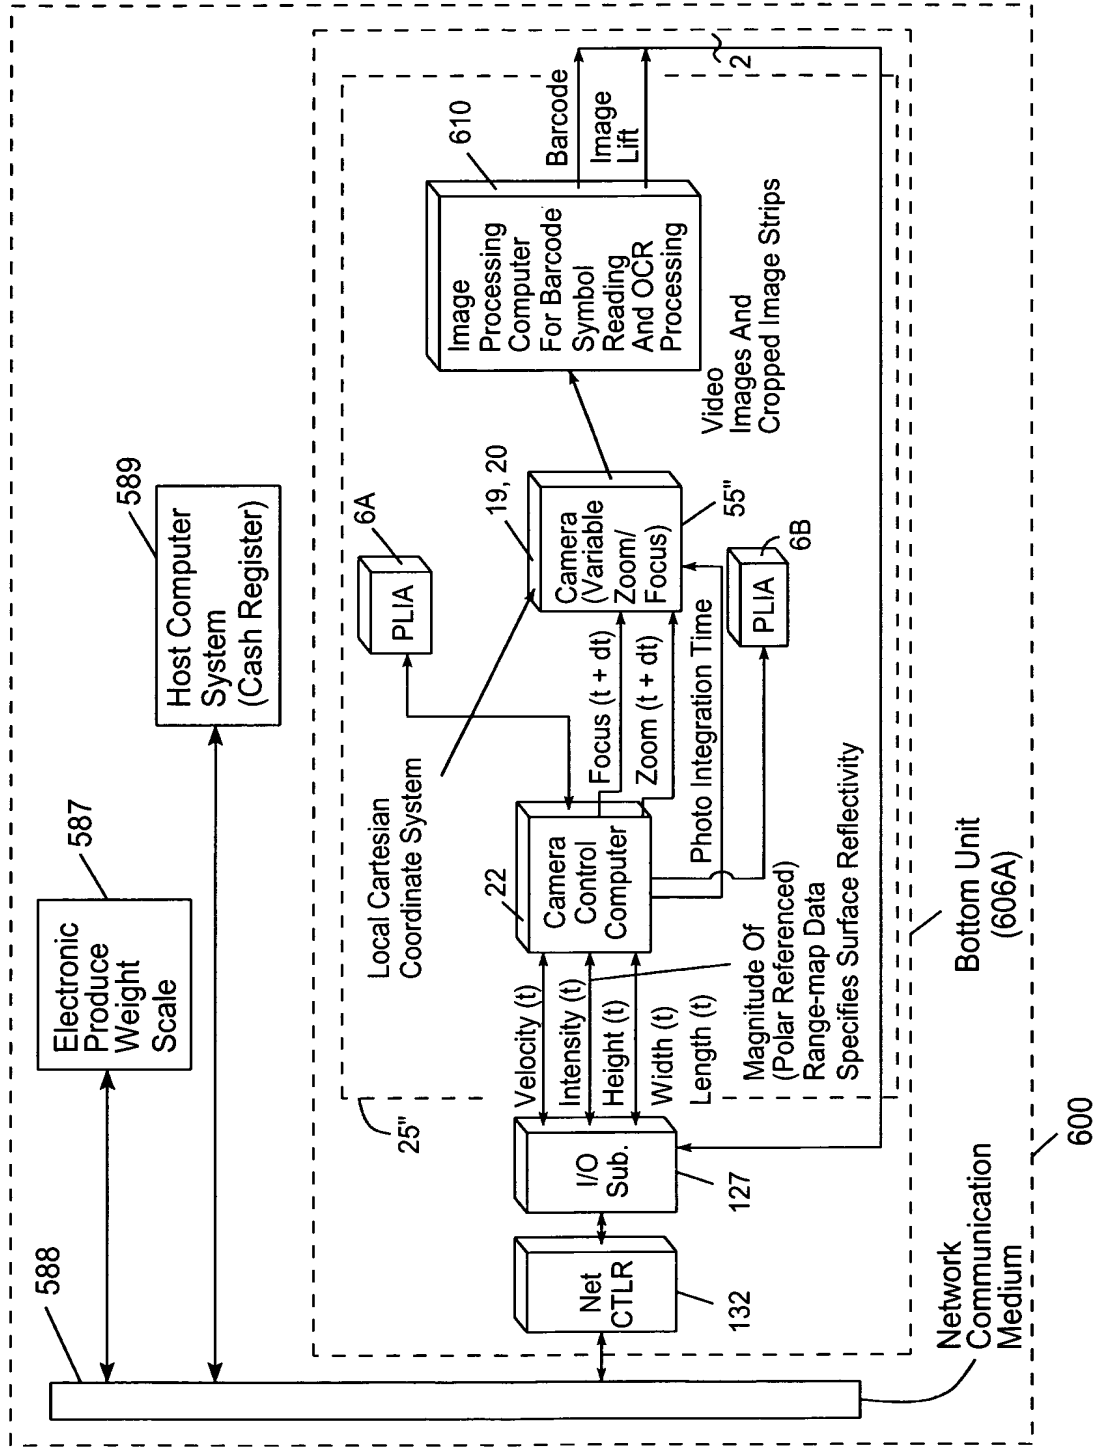 588
587
Electronic
Produce
Weight
Scale
589
Host Computer
System
(Cash Register)
25"
Local Cartesian
Coordinate System
6A
PLIA
19, 20
610
Image
Processing
Computer
For Barcode
Symbol
Reading
And OCR
Processing
Barcode
Image
Lift
2
22
Camera
Control
Computer
Camera
(Variable
Zoom/
Focus)
55"
Focus (t + dt)
Zoom (t + dt)
Photo Integration Time
6B
PLIA
Video
Images And
Cropped Image Strips
Net
CTLR
132
I/O
Sub.
127
Velocity (t)
Intensity (t)
Height (t)
Width (t)
Length (t)
Magnitude Of
(Polar Referenced)
Range-map Data
Specifies Surface Reflectivity
Network
Communication
Medium
Bottom Unit
(606A)
600